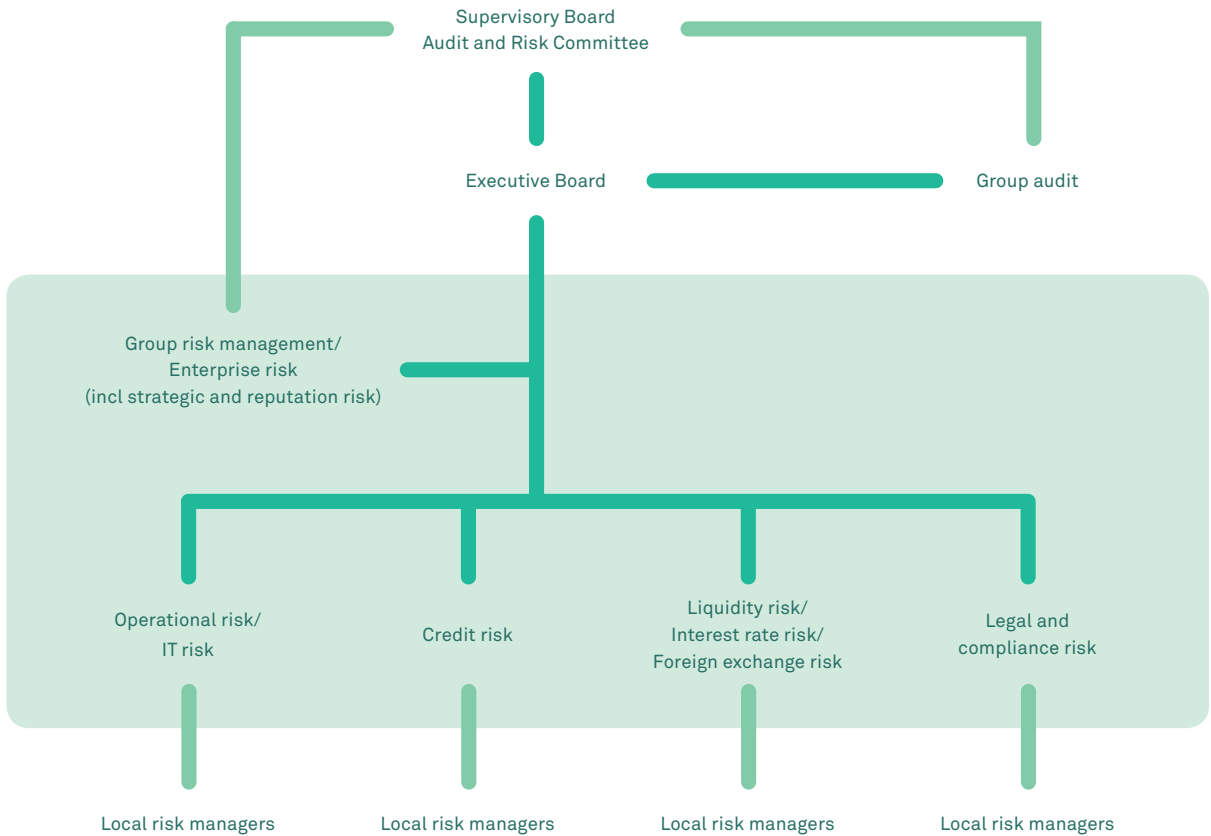 Supervisory Board
Audit and Risk Committee
Executive Board
Group audit
Group risk management/
Enterprise risk
(incl strategic and reputation risk)
Operational risk/
IT risk
Credit risk
Liquidity risk/
Interest rate risk/
Foreign exchange risk
Legal and
compliance risk
Local risk managers
Local risk managers
Local risk managers
Local risk managers